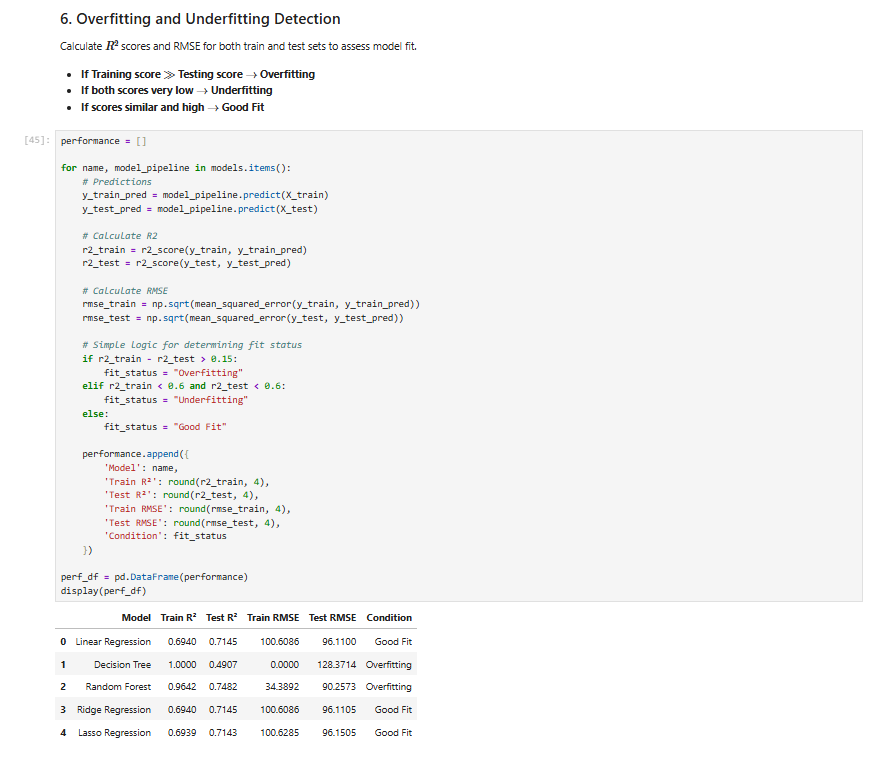 6. Overfitting and Underfitting Detection
Calculate R² scores and RMSE for both train and test sets to assess model fit.
• If Training score ≫ Testing score → Overfitting
• If both scores very low → Underfitting
• If scores similar and high → Good Fit
[45]: performance = []
for name, model_pipeline in models.items():
    # Predictions
    y_train_pred = model_pipeline.predict(X_train)
    y_test_pred = model_pipeline.predict(X_test)
    # Calculate R2
    r2_train = r2_score(y_train, y_train_pred)
    r2_test = r2_score(y_test, y_test_pred)
    # Calculate RMSE
    rmse_train = np.sqrt(mean_squared_error(y_train, y_train_pred))
    rmse_test = np.sqrt(mean_squared_error(y_test, y_test_pred))
    # Simple logic for determining fit status
    if r2_train - r2_test > 0.15:
        fit_status = "Overfitting"
    elif r2_train < 0.6 and r2_test < 0.6:
        fit_status = "Underfitting"
    else:
        fit_status = "Good Fit"
    performance.append({
        'Model': name,
        'Train R²': round(r2_train, 4),
        'Test R²': round(r2_test, 4),
        'Train RMSE': round(rmse_train, 4),
        'Test RMSE': round(rmse_test, 4),
        'Condition': fit_status
    })
perf_df = pd.DataFrame(performance)
display(perf_df)
Model Train R² Test R² Train RMSE Test RMSE Condition
0 Linear Regression 0.6940 0.7145 100.6086 96.1100 Good Fit
1 Decision Tree 1.0000 0.4907 0.0000 128.3714 Overfitting
2 Random Forest 0.9642 0.7482 34.3892 90.2573 Overfitting
3 Ridge Regression 0.6940 0.7145 100.6086 96.1105 Good Fit
4 Lasso Regression 0.6939 0.7143 100.6285 96.1505 Good Fit